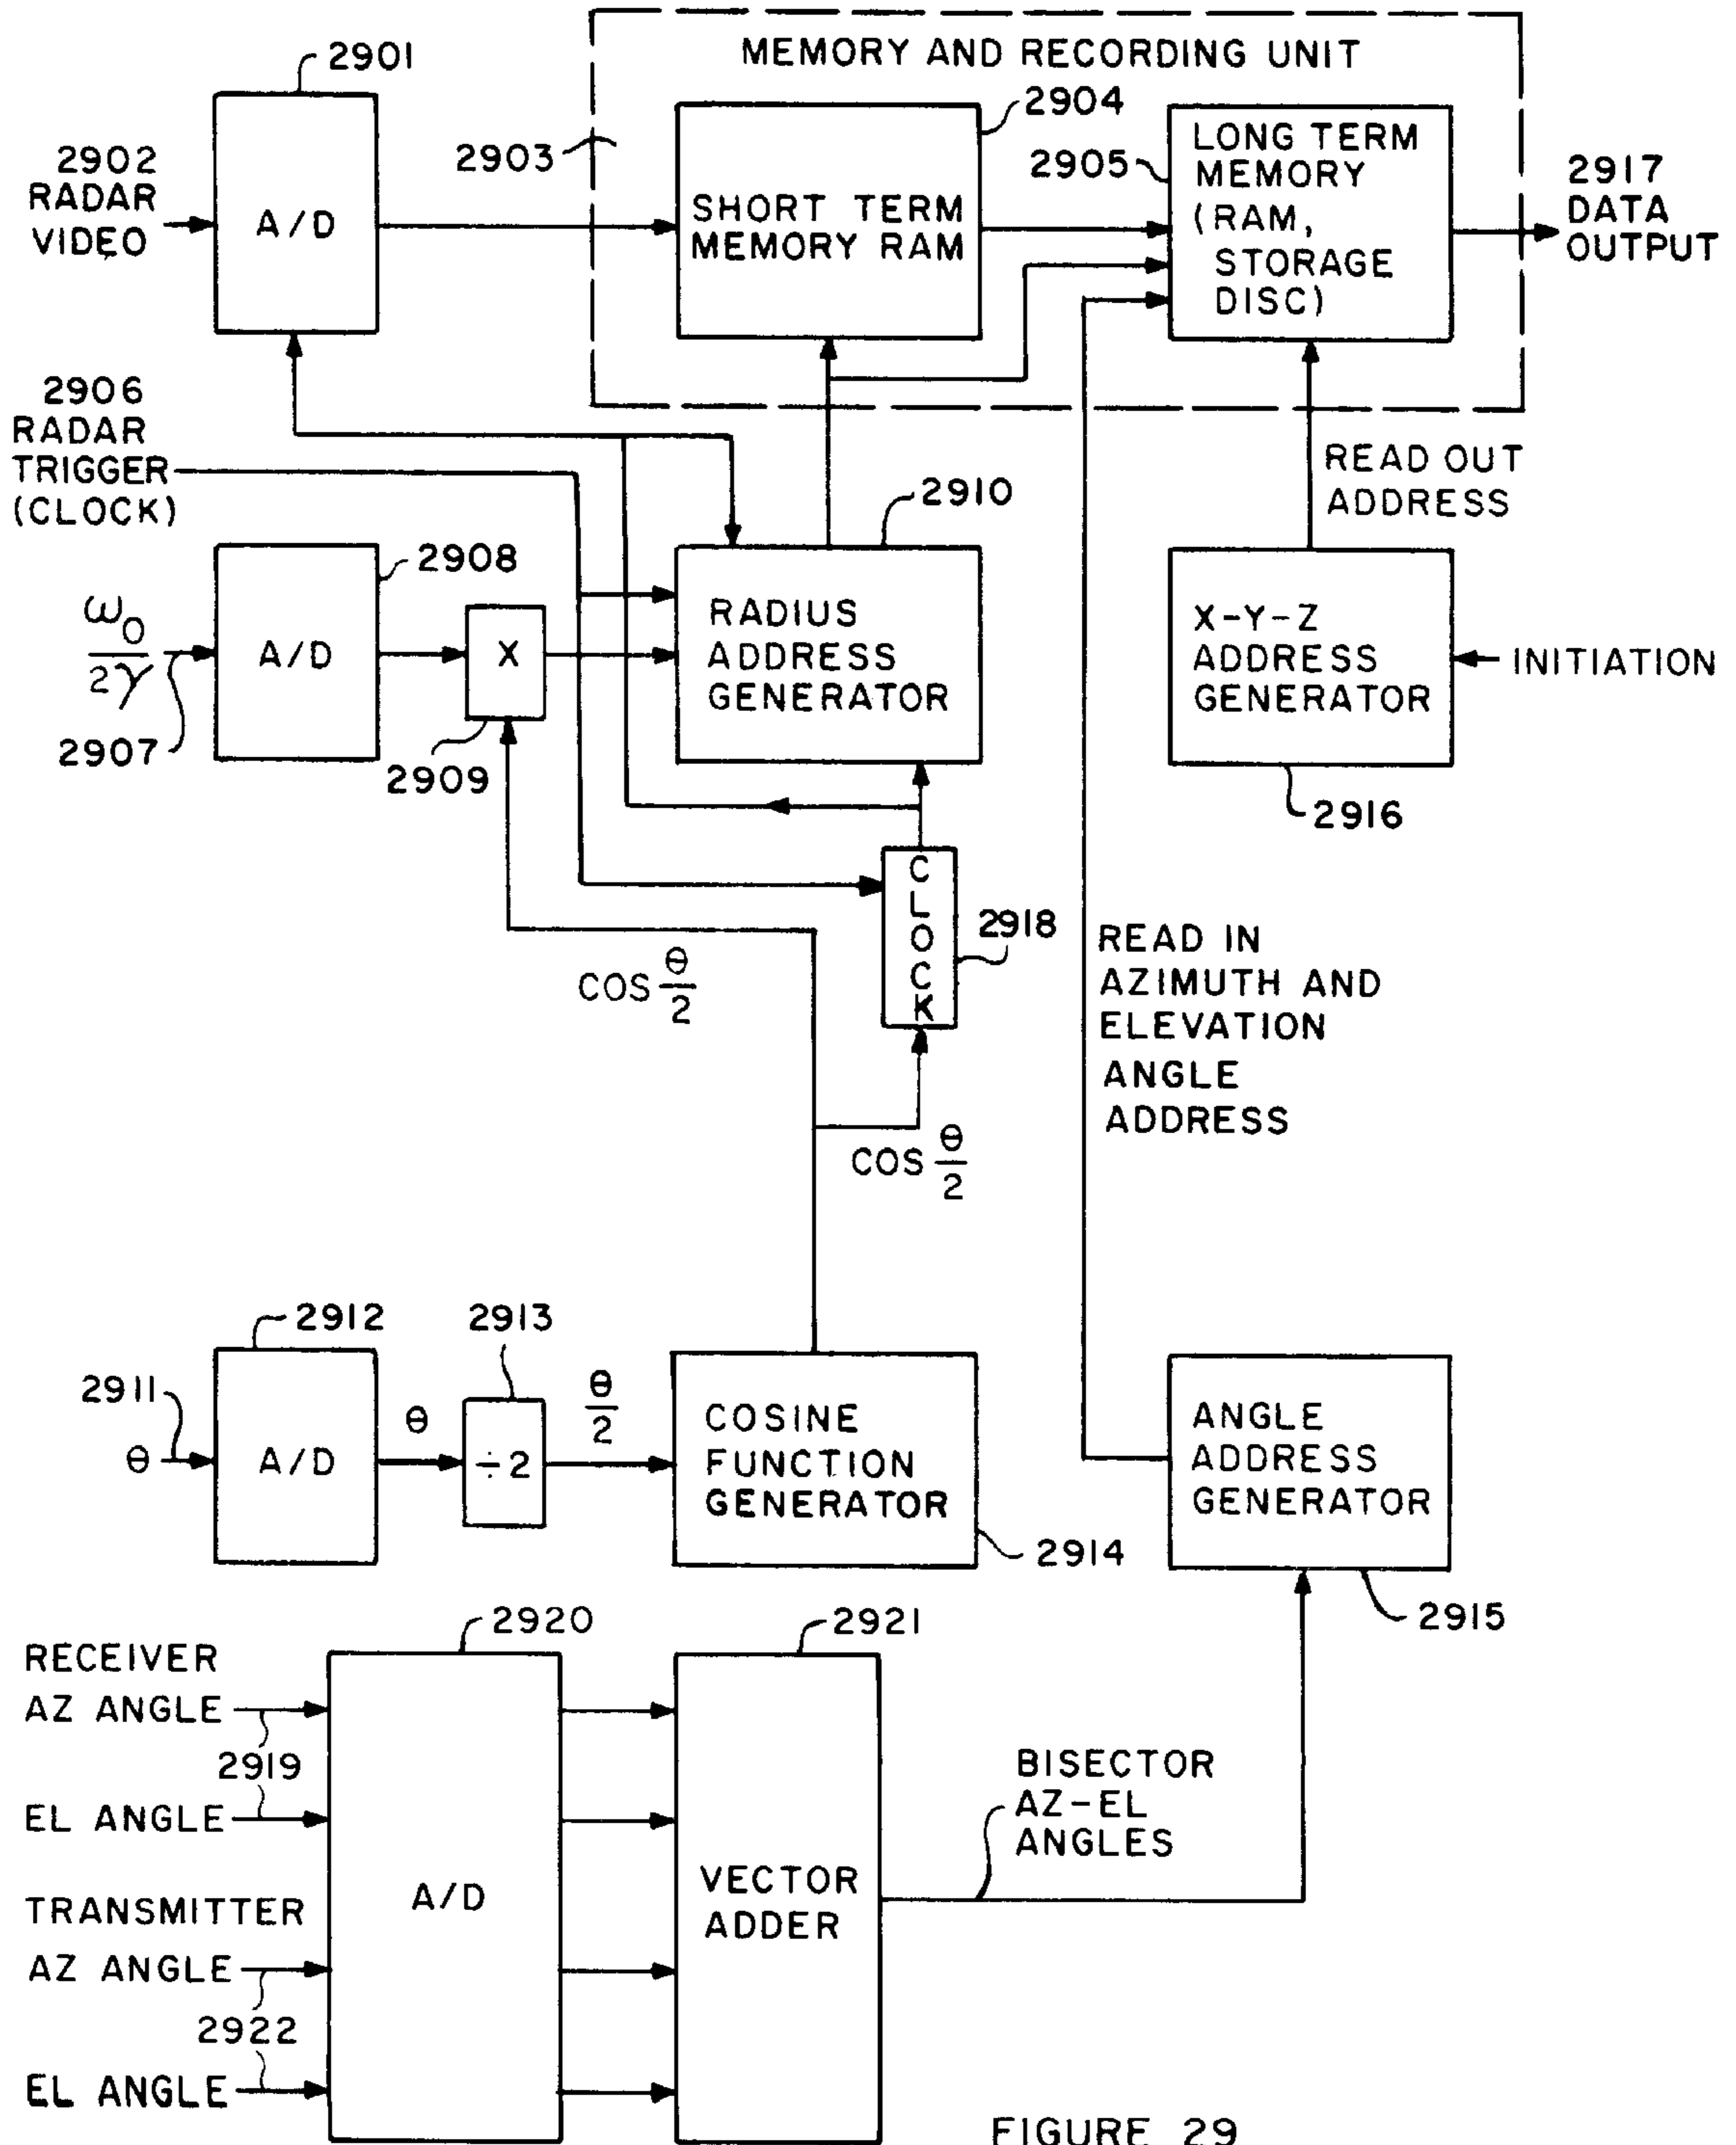 MEMORY AND RECORDING UNIT
2901
2902
RADAR
VIDEO
A/D
2903
2904
SHORT TERM
MEMORY RAM
2905
LONG TERM
MEMORY
(RAM,
STORAGE
DISC)
2917
DATA
OUTPUT
2906
RADAR
TRIGGER
(CLOCK)
READ OUT
ADDRESS
2908
ω0
2γ
2907
A/D
X
2909
2910
RADIUS
ADDRESS
GENERATOR
X-Y-Z
ADDRESS
GENERATOR
INITIATION
2916
CLOCK
2918
COS θ/2
COS θ/2
READ IN
AZIMUTH AND
ELEVATION
ANGLE
ADDRESS
2911
θ
2912
A/D
θ
2913
÷2
θ/2
COSINE
FUNCTION
GENERATOR
2914
ANGLE
ADDRESS
GENERATOR
2915
RECEIVER
AZ ANGLE
2919
EL ANGLE
TRANSMITTER
AZ ANGLE
2922
EL ANGLE
2920
A/D
2921
VECTOR
ADDER
BISECTOR
AZ-EL
ANGLES
FIGURE 29